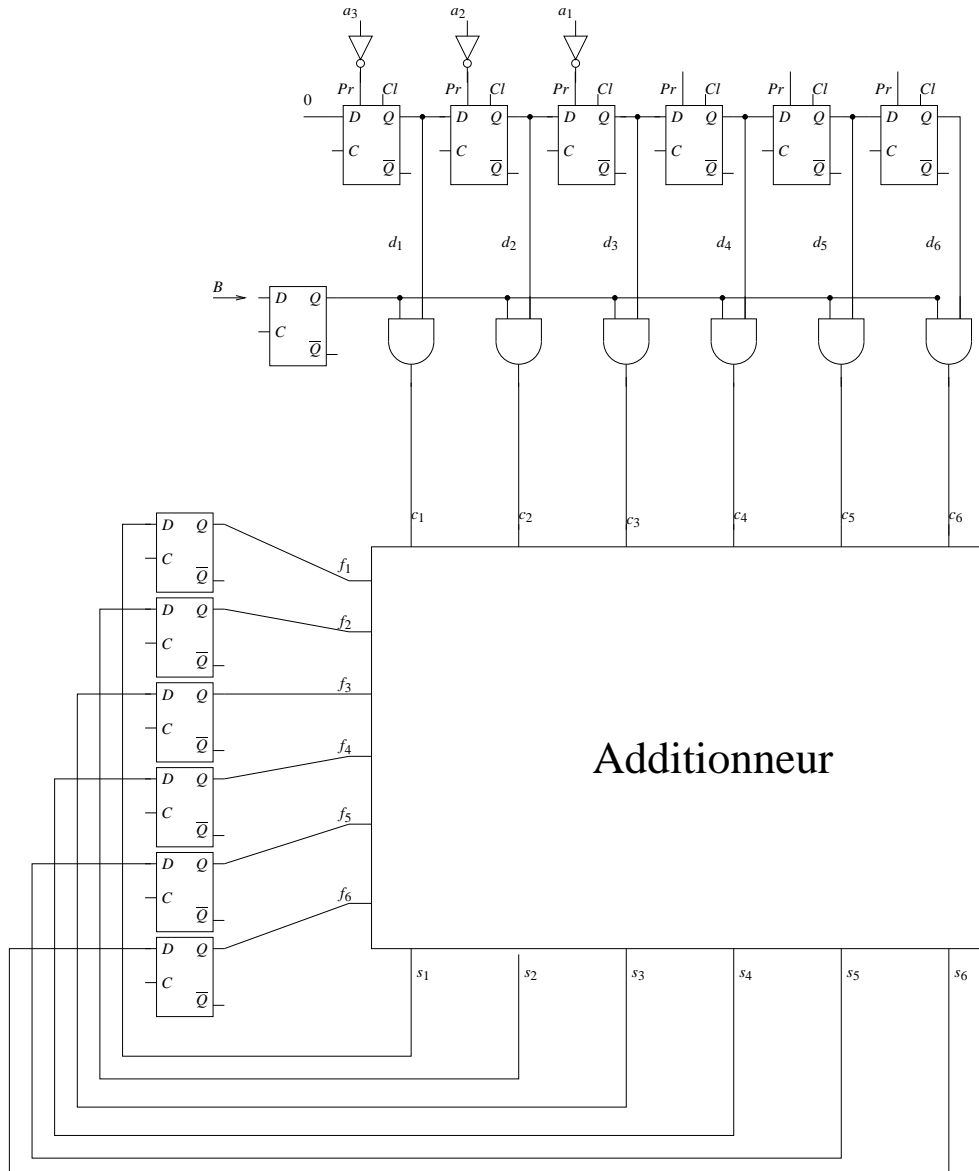 a3 a2 a1
0 Pr Cl Pr Cl Pr Cl Pr Cl Pr Cl Pr Cl
D Q D Q D Q D Q D Q D Q
C C C C C C
Q Q Q Q Q Q
d1 d2 d3 d4 d5 d6
B D Q
C
Q
c1 c2 c3 c4 c5 c6
D Q
C f1
Q
D Q f2
C
Q
D Q f3
C
Q f4
D Q
C Additionneur
Q f5
D Q
C f6
Q
D Q
s1 s2 s3 s4 s5 s6
C
Q